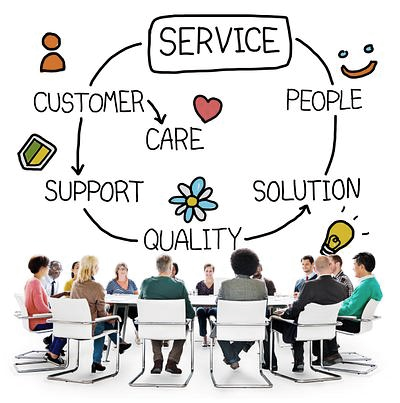 SERVICE
CUSTOMER
PEOPLE
CARE
SUPPORT
SOLUTION
QUALITY